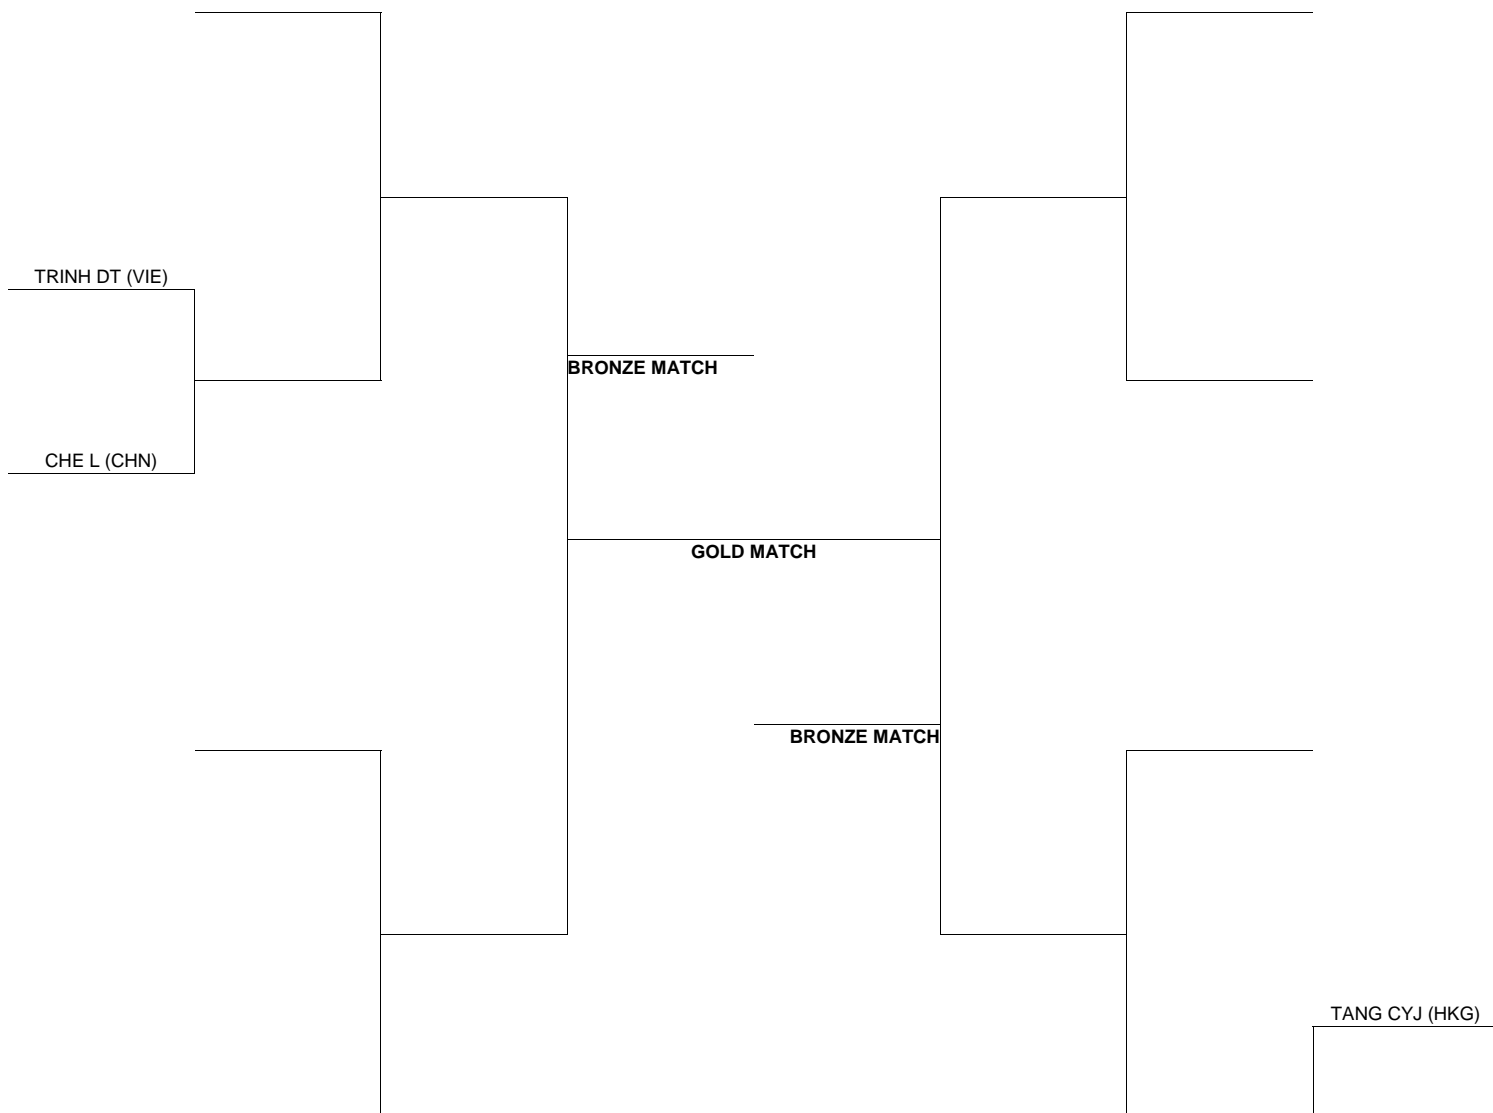 TRINH DT (VIE)
BRONZE MATCH
CHE L (CHN)
GOLD MATCH
BRONZE MATCH
TANG CYJ (HKG)